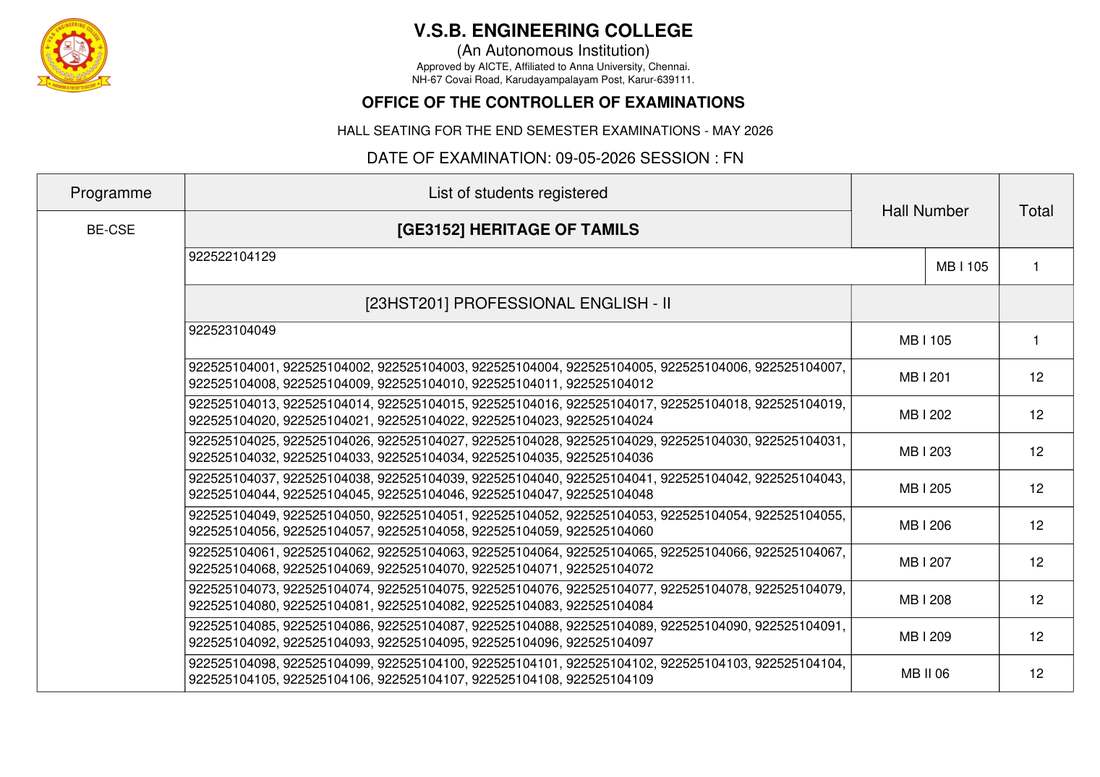 V.S.B. ENGINEERING COLLEGE
(An Autonomous Institution)
Approved by AICTE, Affiliated to Anna University, Chennai.
NH-67 Covai Road, Karudayampalayam Post, Karur-639111.
OFFICE OF THE CONTROLLER OF EXAMINATIONS
HALL SEATING FOR THE END SEMESTER EXAMINATIONS - MAY 2026
DATE OF EXAMINATION: 09-05-2026 SESSION : FN
Programme List of students registered Hall Number Total
BE-CSE [GE3152] HERITAGE OF TAMILS
922522104129 MB I 105 1
[23HST201] PROFESSIONAL ENGLISH - II
922523104049 MB I 105 1
922525104001, 922525104002, 922525104003, 922525104004, 922525104005, 922525104006, 922525104007,
922525104008, 922525104009, 922525104010, 922525104011, 922525104012 MB I 201 12
922525104013, 922525104014, 922525104015, 922525104016, 922525104017, 922525104018, 922525104019,
922525104020, 922525104021, 922525104022, 922525104023, 922525104024 MB I 202 12
922525104025, 922525104026, 922525104027, 922525104028, 922525104029, 922525104030, 922525104031,
922525104032, 922525104033, 922525104034, 922525104035, 922525104036 MB I 203 12
922525104037, 922525104038, 922525104039, 922525104040, 922525104041, 922525104042, 922525104043,
922525104044, 922525104045, 922525104046, 922525104047, 922525104048 MB I 205 12
922525104049, 922525104050, 922525104051, 922525104052, 922525104053, 922525104054, 922525104055,
922525104056, 922525104057, 922525104058, 922525104059, 922525104060 MB I 206 12
922525104061, 922525104062, 922525104063, 922525104064, 922525104065, 922525104066, 922525104067,
922525104068, 922525104069, 922525104070, 922525104071, 922525104072 MB I 207 12
922525104073, 922525104074, 922525104075, 922525104076, 922525104077, 922525104078, 922525104079,
922525104080, 922525104081, 922525104082, 922525104083, 922525104084 MB I 208 12
922525104085, 922525104086, 922525104087, 922525104088, 922525104089, 922525104090, 922525104091,
922525104092, 922525104093, 922525104095, 922525104096, 922525104097 MB I 209 12
922525104098, 922525104099, 922525104100, 922525104101, 922525104102, 922525104103, 922525104104,
922525104105, 922525104106, 922525104107, 922525104108, 922525104109 MB II 06 12